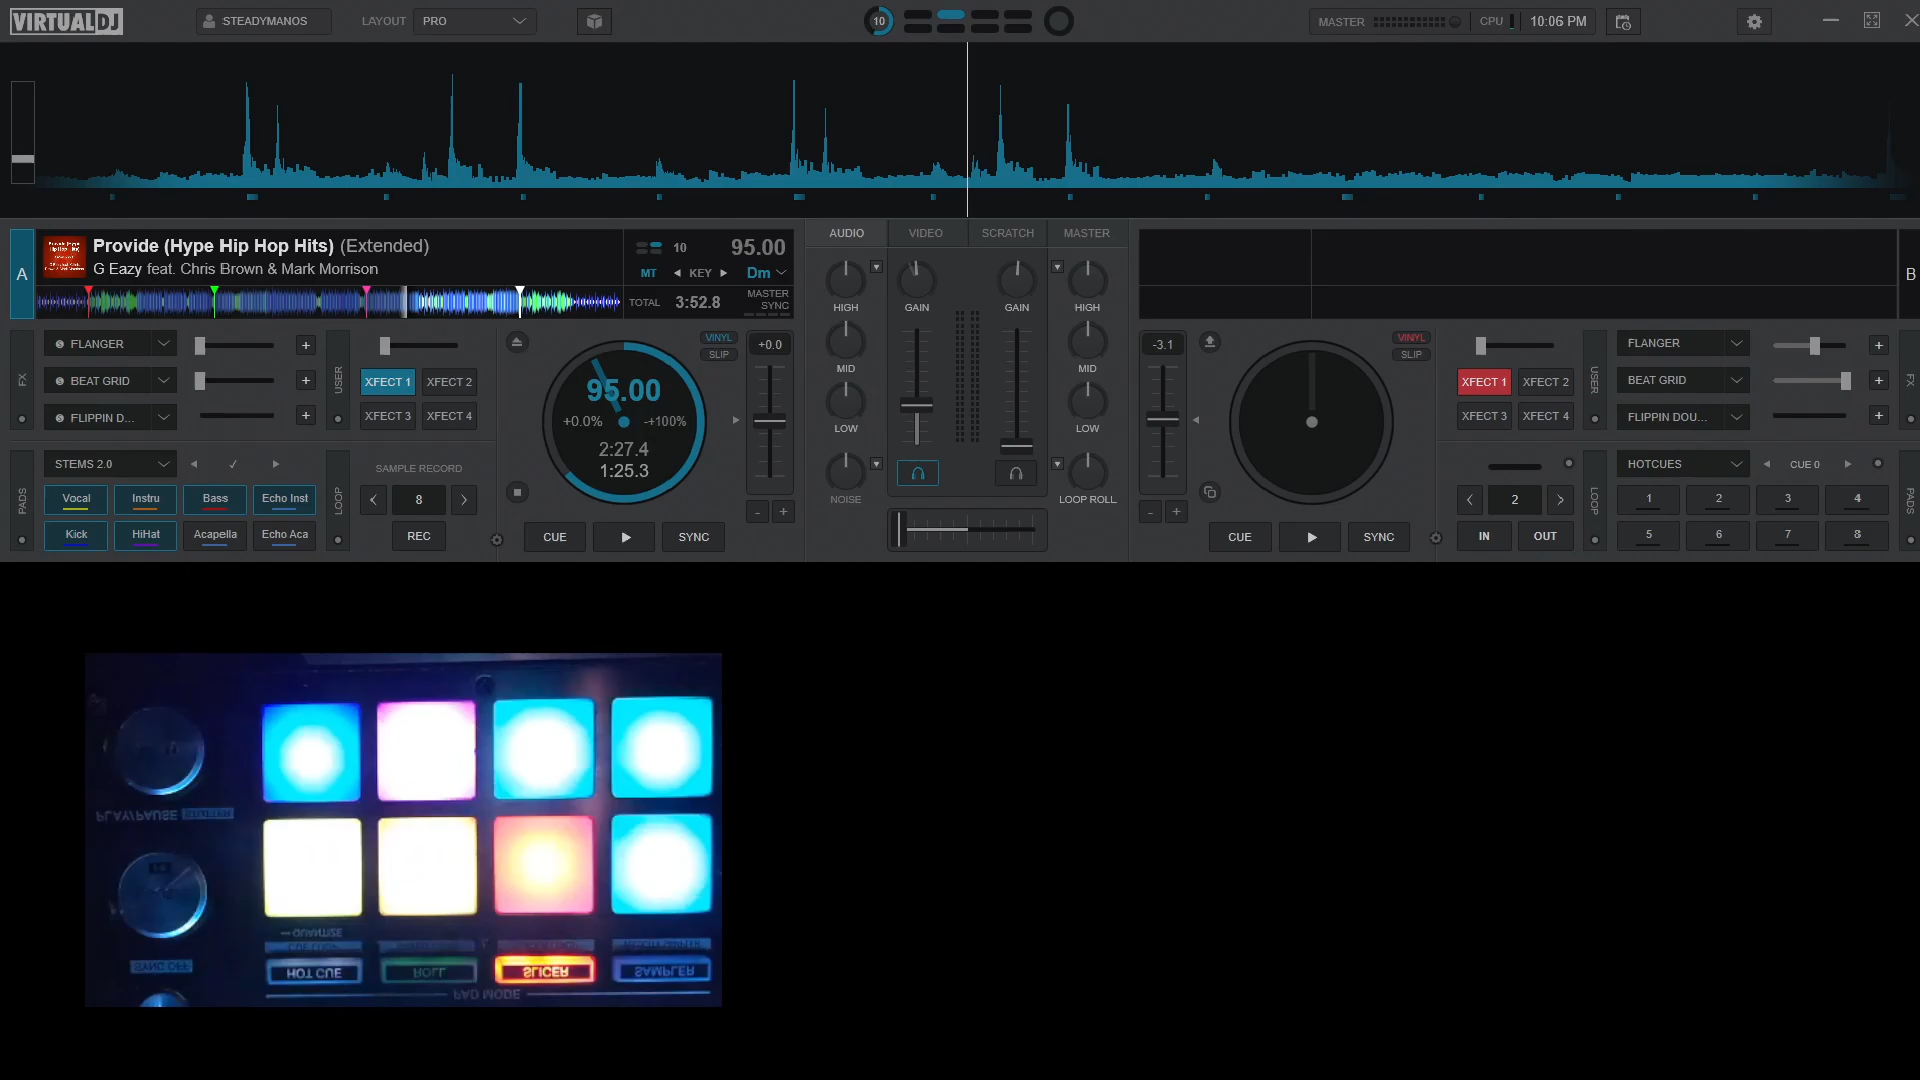 VIRTUALDJ
STEADYMANOS
LAYOUT PRO
10
MASTER
CPU
10:06 PM
A
Provide (Hype Hip Hop Hits) (Extended)
G Eazy feat. Chris Brown & Mark Morrison
10 95.00
MT KEY Dm
TOTAL 3:52.8 MASTER SYNC
AUDIO VIDEO SCRATCH MASTER
B
HIGH GAIN GAIN HIGH
MID MID
LOW LOW
NOISE LOOP ROLL
FX
FLANGER
BEAT GRID
FLIPPIN D...
USER
XFECT 1 XFECT 2
XFECT 3 XFECT 4
95.00
+0.0% -+100%
2:27.4
1:25.3
VINYL
SLIP
+0.0
PADS
STEMS 2.0
Vocal Instru Bass Echo Inst
Kick HiHat Acapella Echo Aca
LOOP
SAMPLE RECORD
8
REC
CUE SYNC
- +
-3.1
VINYL
SLIP
- +
CUE SYNC
XFECT 1 XFECT 2
XFECT 3 XFECT 4
USER
FLANGER
BEAT GRID
FLIPPIN DOU...
FX
2
IN OUT
LOOP
HOTCUES CUE 0
1 2 3 4
5 6 7 8
PADS
PLAY/PAUSE STUTTER
SYNC OFF
QUANTIZE
HOT CUE ROLL SLICER SAMPLER
PAD MODE